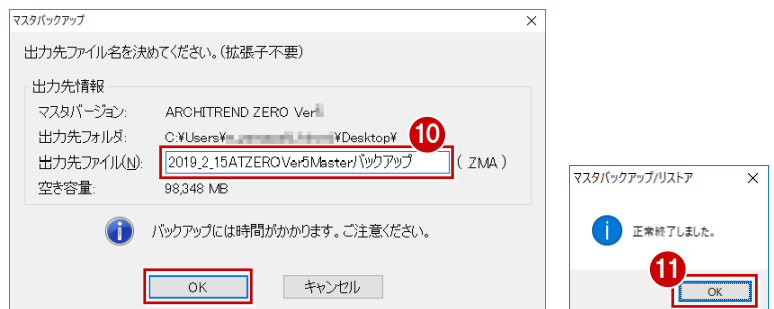 マスタバックアップ
出力先ファイル名を決めてください。(拡張子不要)
出力先情報
マスタバージョン: ARCHITREND ZERO Ver
出力先フォルダ: C:¥Users¥ ¥Desktop¥
10
出力先ファイル(N): 2019_2_15ATZEROVer5Masterバックアップ ( ZMA )
空き容量: 98,348 MB
バックアップには時間がかかります。ご注意ください。
OK キャンセル
マスタバックアップ/リストア
正常終了しました。
11
OK